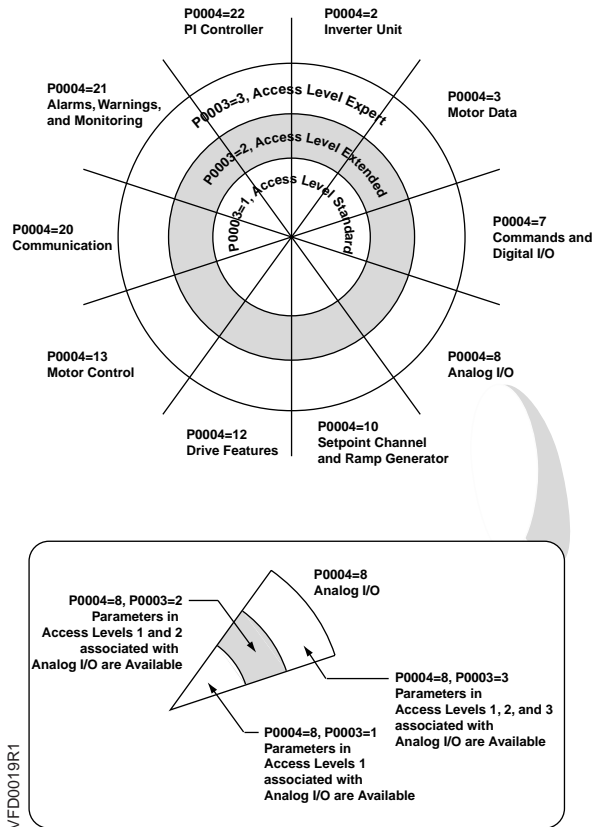 P0004=22
PI Controller
P0004=2
Inverter Unit
P0004=21
Alarms, Warnings,
and Monitoring
P0004=3
Motor Data
P0003=3, Access Level Expert
P0003=2, Access Level Extended
P0003=1, Access Level Standard
P0004=20
Communication
P0004=7
Commands and
Digital I/O
P0004=13
Motor Control
P0004=8
Analog I/O
P0004=12
Drive Features
P0004=10
Setpoint Channel
and Ramp Generator
P0004=8
Analog I/O
P0004=8, P0003=2
Parameters in
Access Levels 1 and 2
associated with
Analog I/O are Available
P0004=8, P0003=3
Parameters in
Access Levels 1, 2, and 3
associated with
Analog I/O are Available
P0004=8, P0003=1
Parameters in
Access Levels 1
associated with
Analog I/O are Available
VFD0019R1